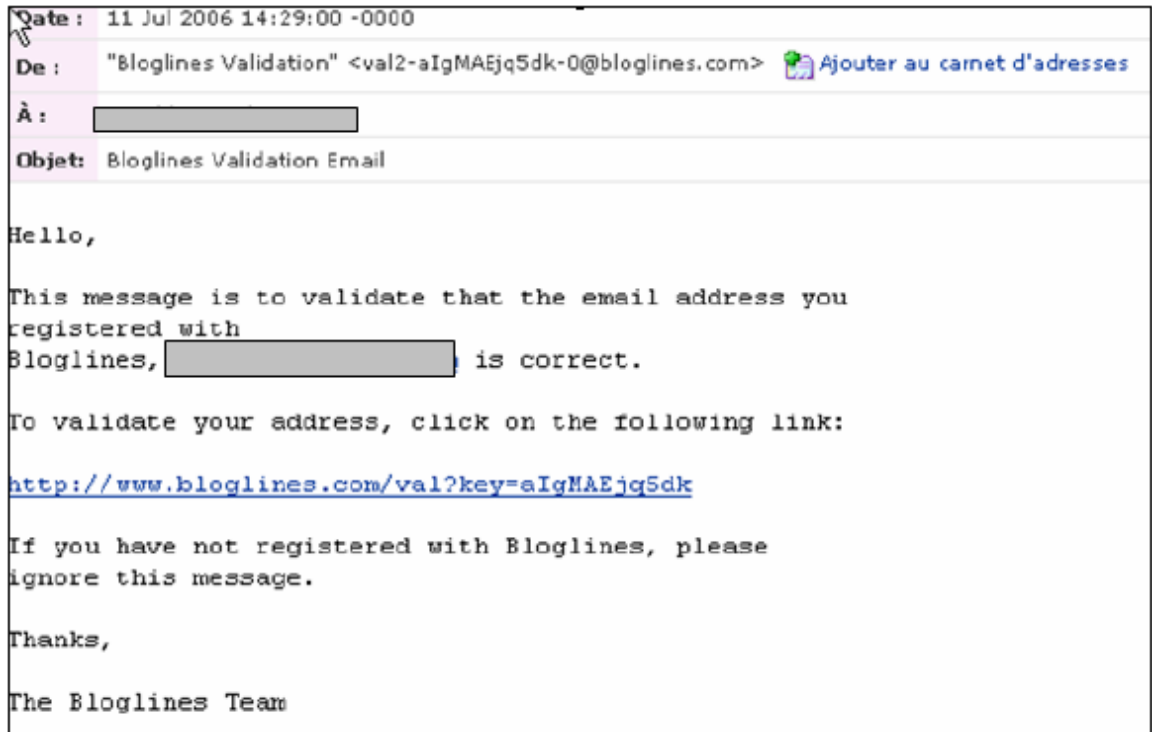 Date : 11 Jul 2006 14:29:00 -0000
De : "Bloglines Validation" <val2-aIgMAEjq5dk-0@bloglines.com> Ajouter au carnet d'adresses
À :
Objet: Bloglines Validation Email
Hello,
This message is to validate that the email address you
registered with
Bloglines, is correct.
To validate your address, click on the following link:
http://www.bloglines.com/val?key=aIgMAEjq5dk
If you have not registered with Bloglines, please
ignore this message.
Thanks,
The Bloglines Team